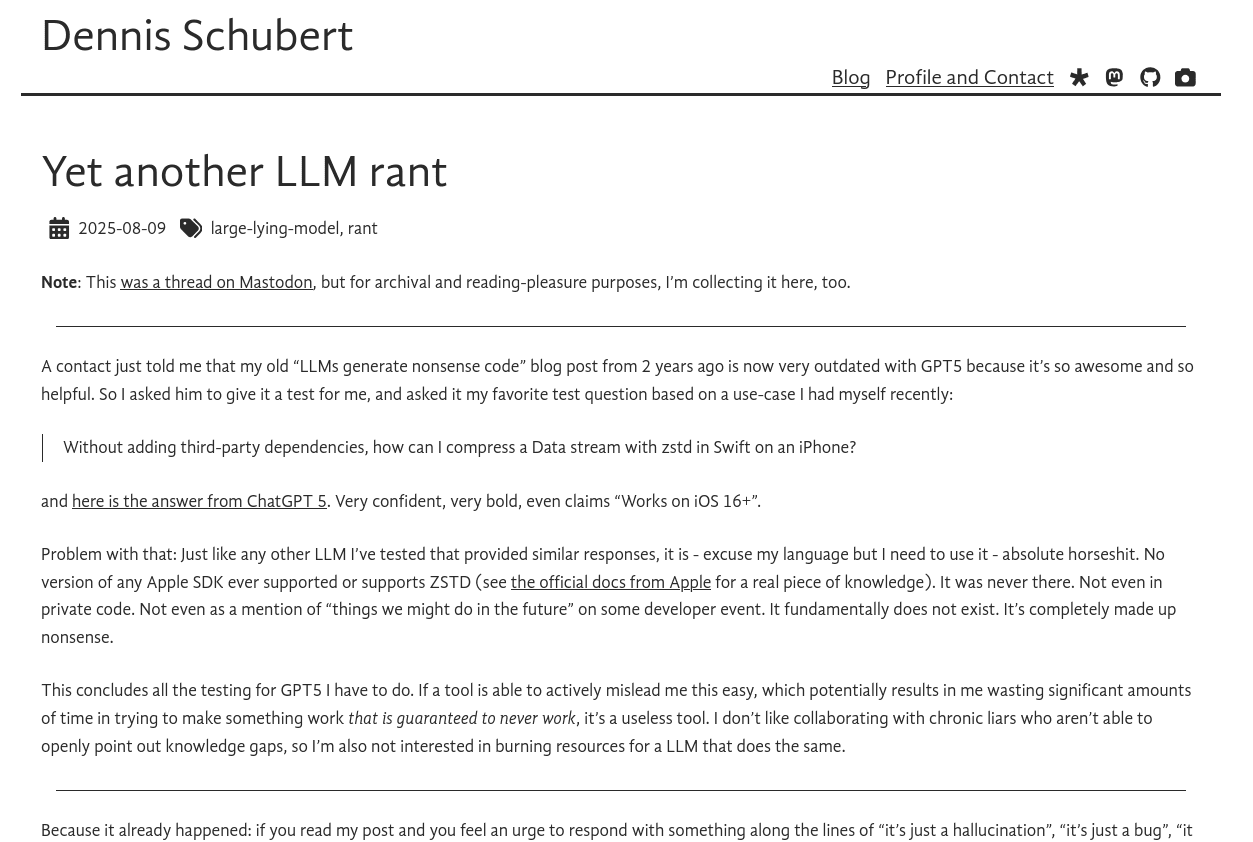 Dennis Schubert
Blog Profile and Contact
Yet another LLM rant
2025-08-09 large-lying-model, rant
Note: This was a thread on Mastodon, but for archival and reading-pleasure purposes, I’m collecting it here, too.
A contact just told me that my old “LLMs generate nonsense code” blog post from 2 years ago is now very outdated with GPT5 because it’s so awesome and so
helpful. So I asked him to give it a test for me, and asked it my favorite test question based on a use-case I had myself recently:
Without adding third-party dependencies, how can I compress a Data stream with zstd in Swift on an iPhone?
and here is the answer from ChatGPT 5. Very confident, very bold, even claims “Works on iOS 16+”.
Problem with that: Just like any other LLM I’ve tested that provided similar responses, it is - excuse my language but I need to use it - absolute horseshit. No
version of any Apple SDK ever supported or supports ZSTD (see the official docs from Apple for a real piece of knowledge). It was never there. Not even in
private code. Not even as a mention of “things we might do in the future” on some developer event. It fundamentally does not exist. It’s completely made up
nonsense.
This concludes all the testing for GPT5 I have to do. If a tool is able to actively mislead me this easy, which potentially results in me wasting significant amounts
of time in trying to make something work that is guaranteed to never work, it’s a useless tool. I don’t like collaborating with chronic liars who aren’t able to
openly point out knowledge gaps, so I’m also not interested in burning resources for a LLM that does the same.
Because it already happened: if you read my post and you feel an urge to respond with something along the lines of “it’s just a hallucination”, “it’s just a bug”, “it